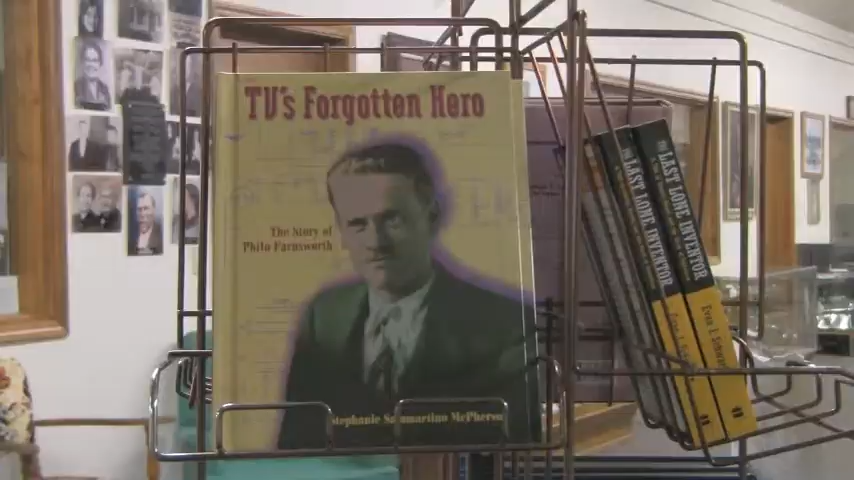 TV's Forgotten Hero
The Story of
Philo Farnsworth
Stephanie Sammartino McPherson
THE LAST LONE INVENTOR
THE LAST LONE INVENTOR
Evan I. Schwartz